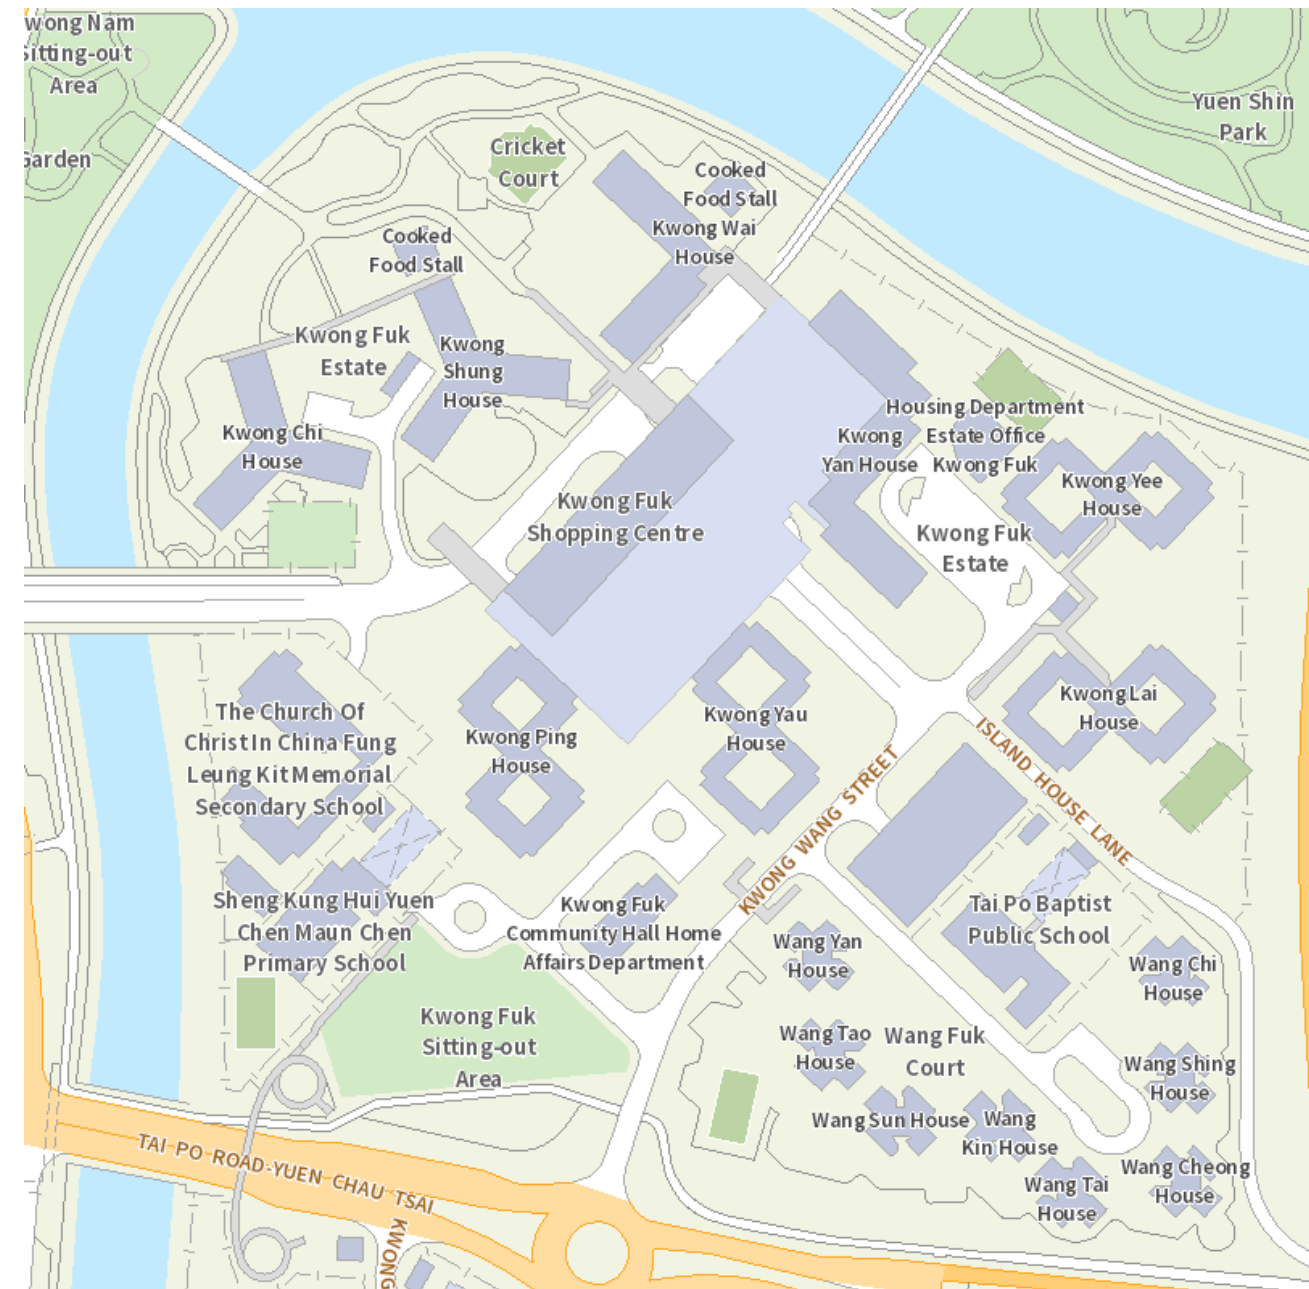 wong Nam
Sitting-out
Area
Garden
Yuen Shin
Park
Cricket
Court
Cooked
Food Stall
Kwong Wai
House
Cooked
Food Stall
Kwong Fuk
Estate
Kwong
Shung
House
Kwong Chi
House
Housing Department
Estate Office
Kwong Fuk
Kwong
Yan House
Kwong Yee
House
Kwong Fuk
Shopping Centre
Kwong Fuk
Estate
Kwong Lai
House
The Church Of
Christ In China Fung
Leung Kit Memorial
Secondary School
Kwong Ping
House
Kwong Yau
House
KWONG WANG STREET
ISLAND HOUSE LANE
Sheng Kung Hui Yuen
Chen Maun Chen
Primary School
Kwong Fuk
Community Hall Home
Affairs Department
Tai Po Baptist
Public School
Wang Yan
House
Wang Chi
House
Kwong Fuk
Sitting-out
Area
Wang Tao
House
Wang Fuk
Court
Wang Shing
House
Wang Sun House
Wang
Kin House
Wang Tai
House
Wang Cheong
House
TAI PO ROAD-YUEN CHAU TSAI
KWONG